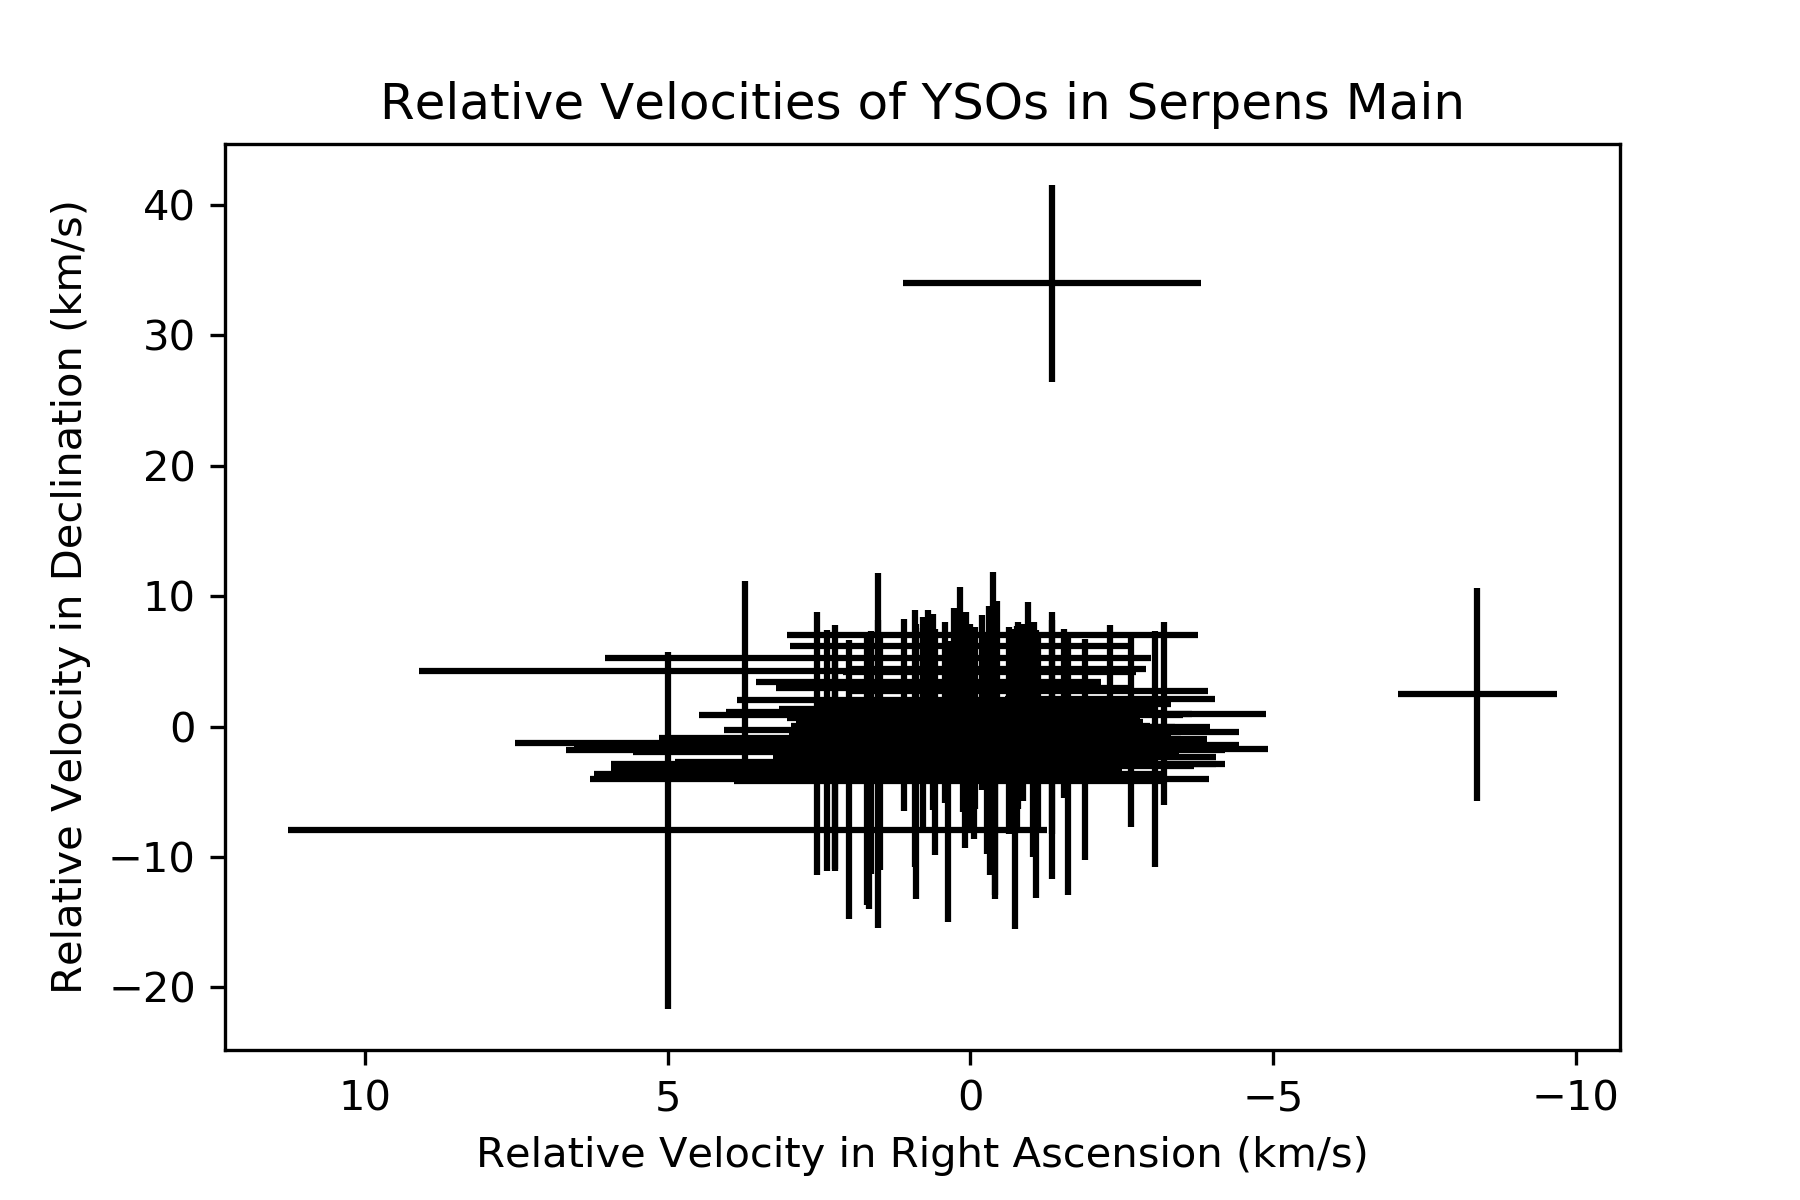 Relative Velocities of YSOs in Serpens Main
Relative Velocity in Declination (km/s)
40
30
20
10
0
−10
−20
10 5 0 −5 −10
Relative Velocity in Right Ascension (km/s)